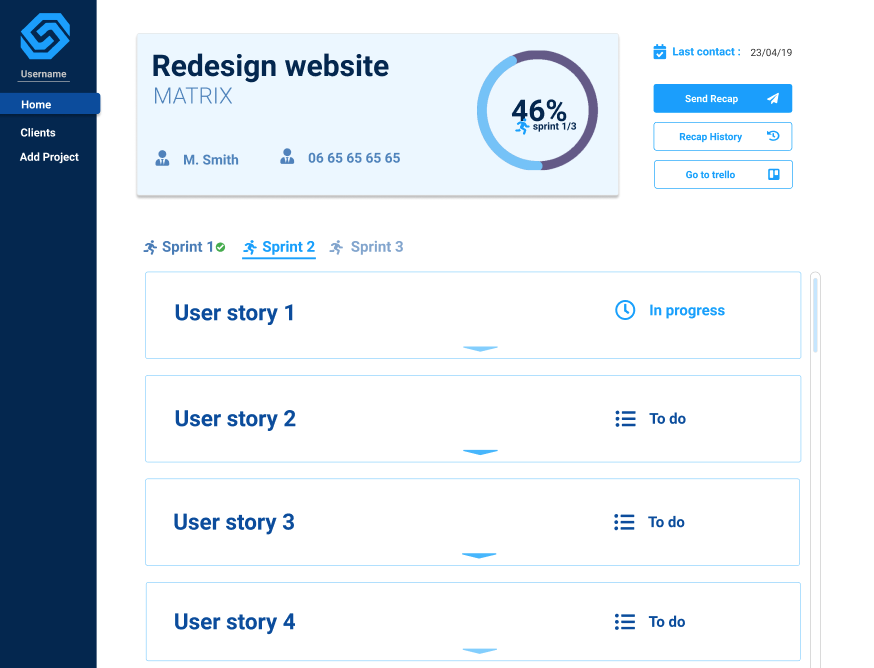 Username
Home
Clients
Add Project
Redesign website
MATRIX
M. Smith
06 65 65 65 65
46%
sprint 1/3
Last contact : 23/04/19
Send Recap
Recap History
Go to trello
Sprint 1 Sprint 2 Sprint 3
User story 1 In progress
User story 2 To do
User story 3 To do
User story 4 To do